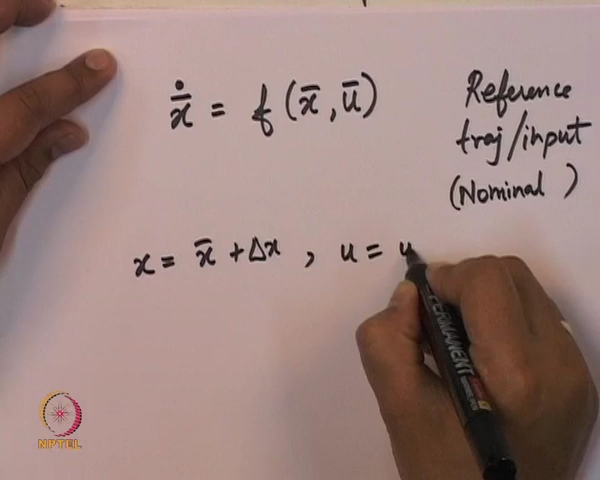 ẋ̄ = f (x̄, ū)
Reference
traj/input
(Nominal )
x = x̄ + Δx , u = u
PERMANENT
NPTEL